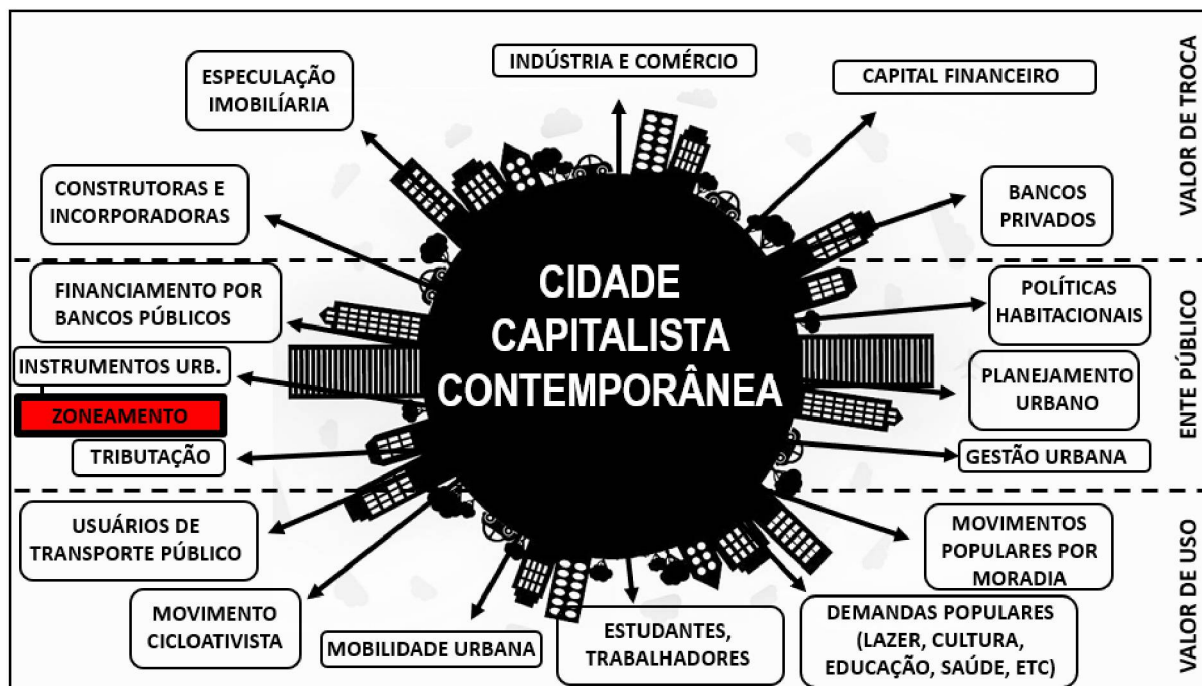 INDÚSTRIA E COMÉRCIO
ESPECULAÇÃO
IMOBILÍARIA
CAPITAL FINANCEIRO
CONSTRUTORAS E
INCORPORADORAS
BANCOS
PRIVADOS
VALOR DE TROCA
FINANCIAMENTO POR
BANCOS PÚBLICOS
POLÍTICAS
HABITACIONAIS
CIDADE
CAPITALISTA
CONTEMPORÂNEA
INSTRUMENTOS URB.
ZONEAMENTO
PLANEJAMENTO
URBANO
TRIBUTAÇÃO
GESTÃO URBANA
ENTE PÚBLICO
USUÁRIOS DE
TRANSPORTE PÚBLICO
MOVIMENTOS
POPULARES POR
MORADIA
MOVIMENTO
CICLOATIVISTA
MOBILIDADE URBANA
ESTUDANTES,
TRABALHADORES
DEMANDAS POPULARES
(LAZER, CULTURA,
EDUCAÇÃO, SAÚDE, ETC)
VALOR DE USO